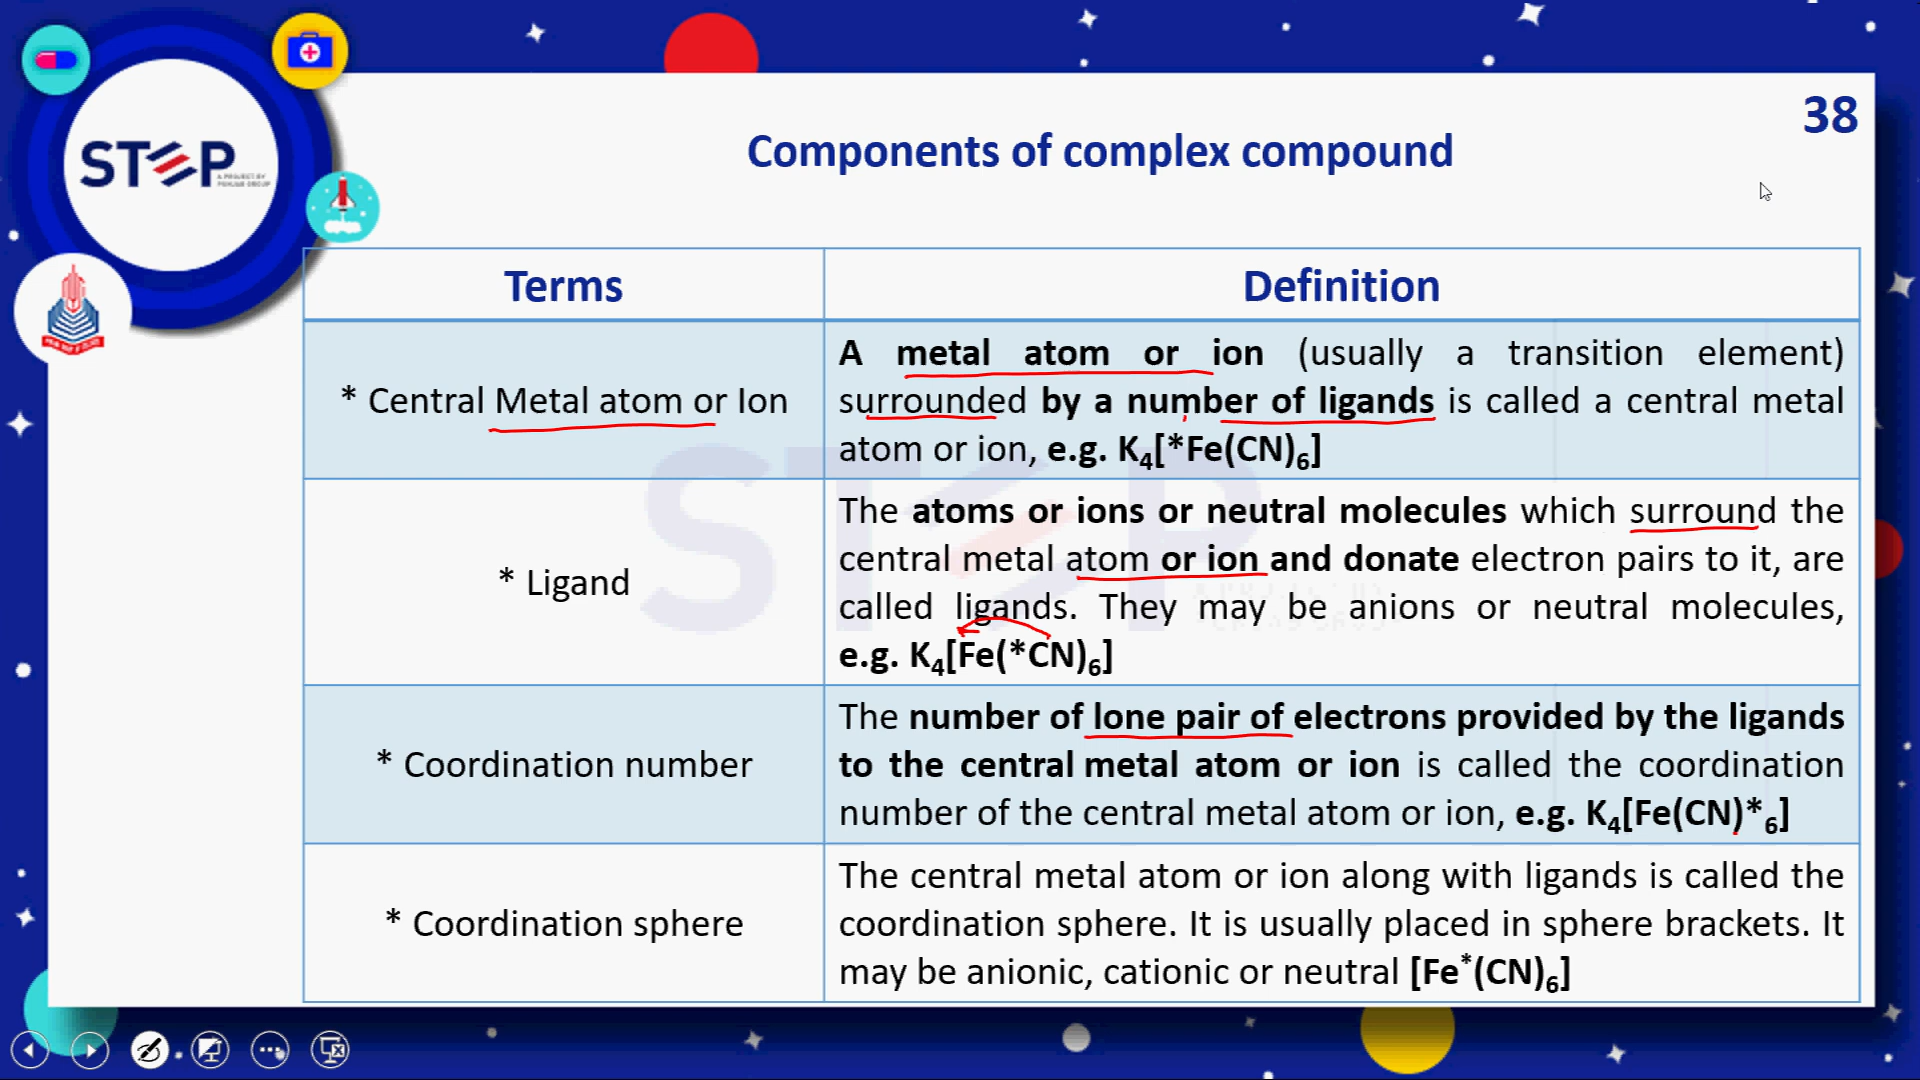 STEP
A PROJECT BY
PUNJAB GROUP
38
Components of complex compound
Terms
Definition
* Central Metal atom or Ion
A metal atom or ion (usually a transition element)
surrounded by a number of ligands is called a central metal
atom or ion, e.g. K₄[*Fe(CN)₆]
* Ligand
The atoms or ions or neutral molecules which surround the
central metal atom or ion and donate electron pairs to it, are
called ligands. They may be anions or neutral molecules,
e.g. K₄[Fe(*CN)₆]
* Coordination number
The number of lone pair of electrons provided by the ligands
to the central metal atom or ion is called the coordination
number of the central metal atom or ion, e.g. K₄[Fe(CN)*₆]
* Coordination sphere
The central metal atom or ion along with ligands is called the
coordination sphere. It is usually placed in sphere brackets. It
may be anionic, cationic or neutral [Fe*(CN)₆]